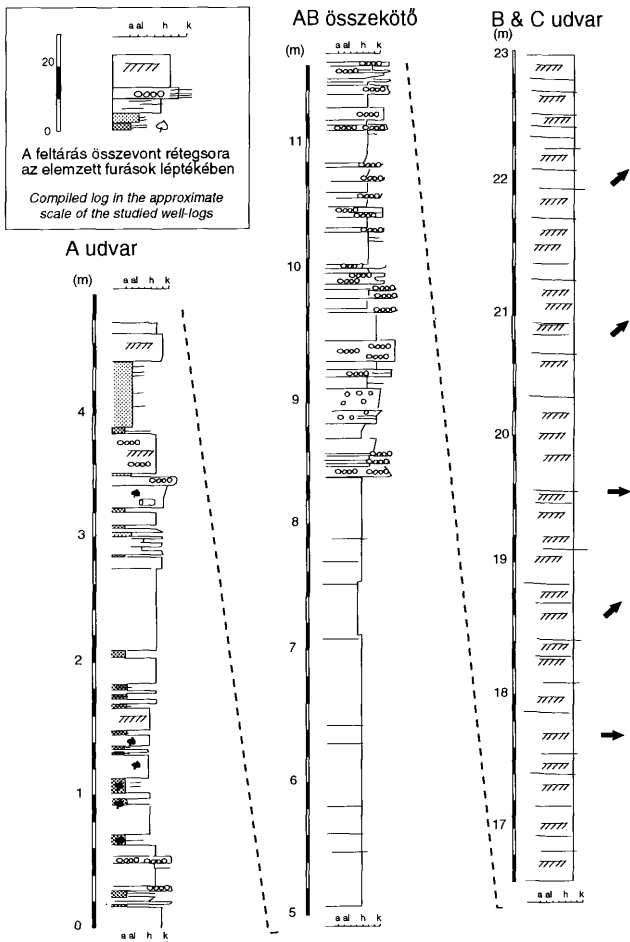 a al h k
20
0
A feltárás összevont rétegsora
az elemzett furások léptékében
Compiled log in the approximate
scale of the studied well-logs
A udvar
(m)
a al h k
4
3
2
1
0
a al h k
AB összekötő
(m)
a al h k
11
10
9
8
7
6
5
a al h k
B & C udvar
(m)
23
22
21
20
19
18
17
a al h k